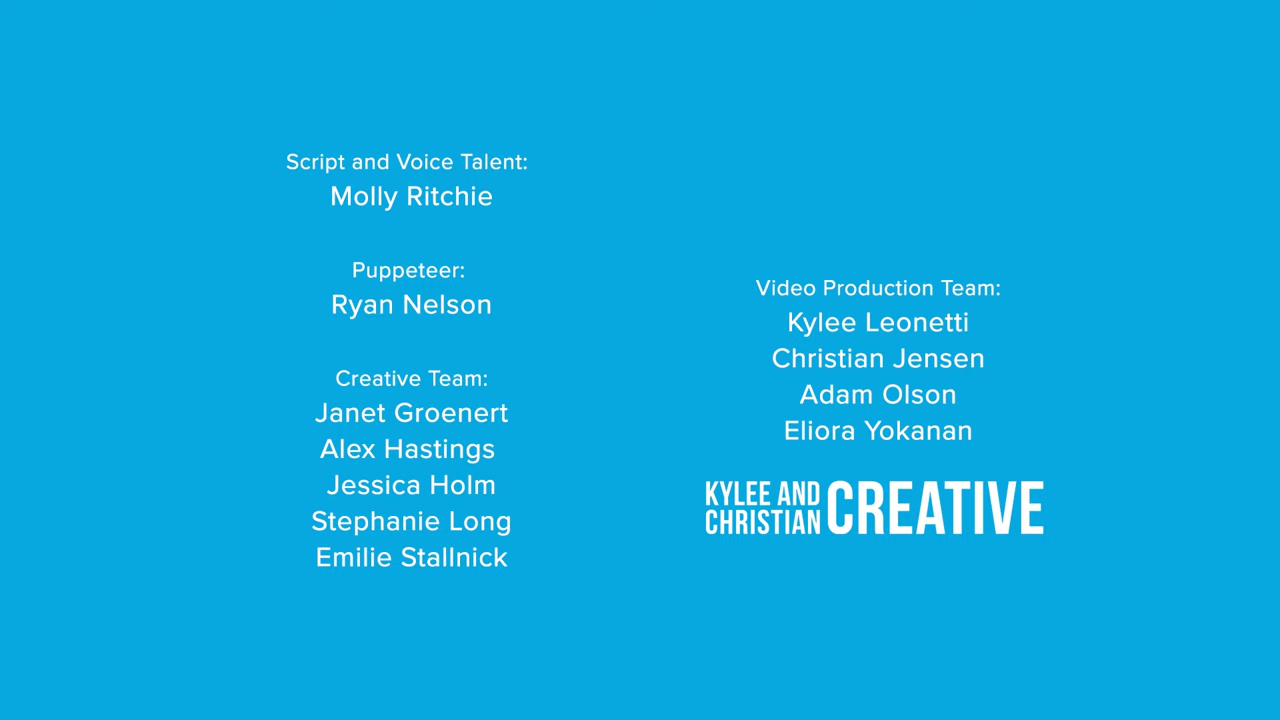 Script and Voice Talent:
Molly Ritchie
Puppeteer:
Ryan Nelson
Creative Team:
Janet Groenert
Alex Hastings
Jessica Holm
Stephanie Long
Emilie Stallnick
Video Production Team:
Kylee Leonetti
Christian Jensen
Adam Olson
Eliora Yokanan
KYLEE AND
CHRISTIAN
CREATIVE